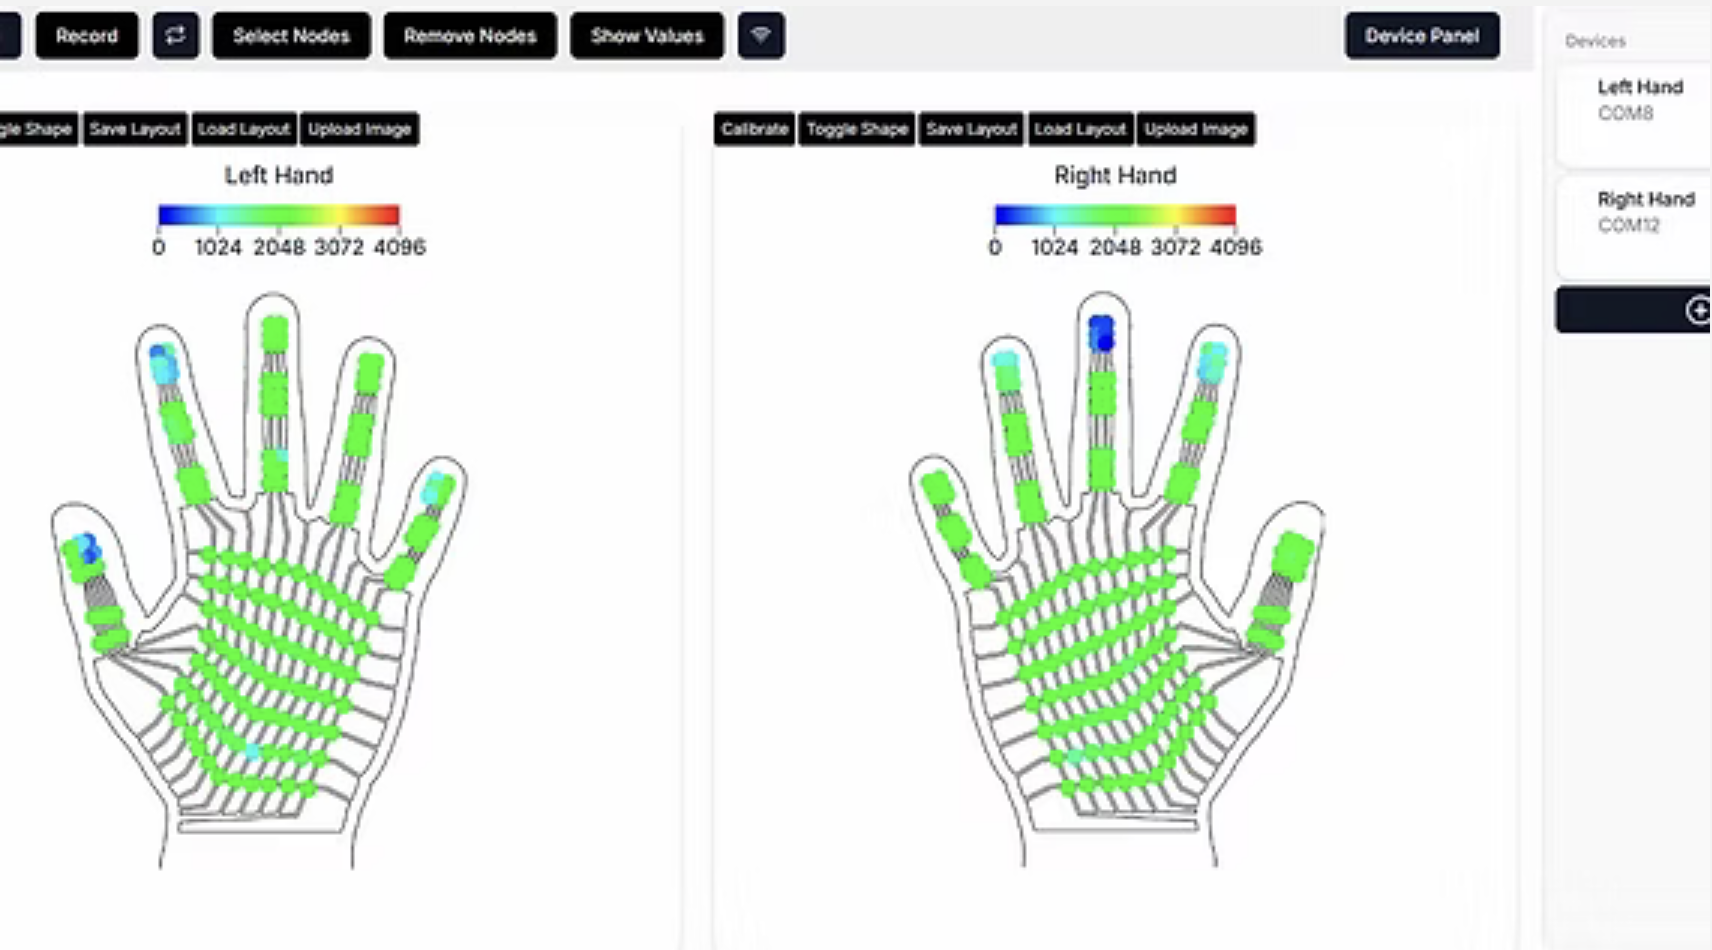 Record
Select Nodes
Remove Nodes
Show Values
Device Panel
Devices
Left Hand
COM8
Right Hand
COM12
Shape
Save Layout
Load Layout
Upload Image
Left Hand
0 1024 2048 3072 4096
Calibrate
Toggle Shape
Save Layout
Load Layout
Upload Image
Right Hand
0 1024 2048 3072 4096